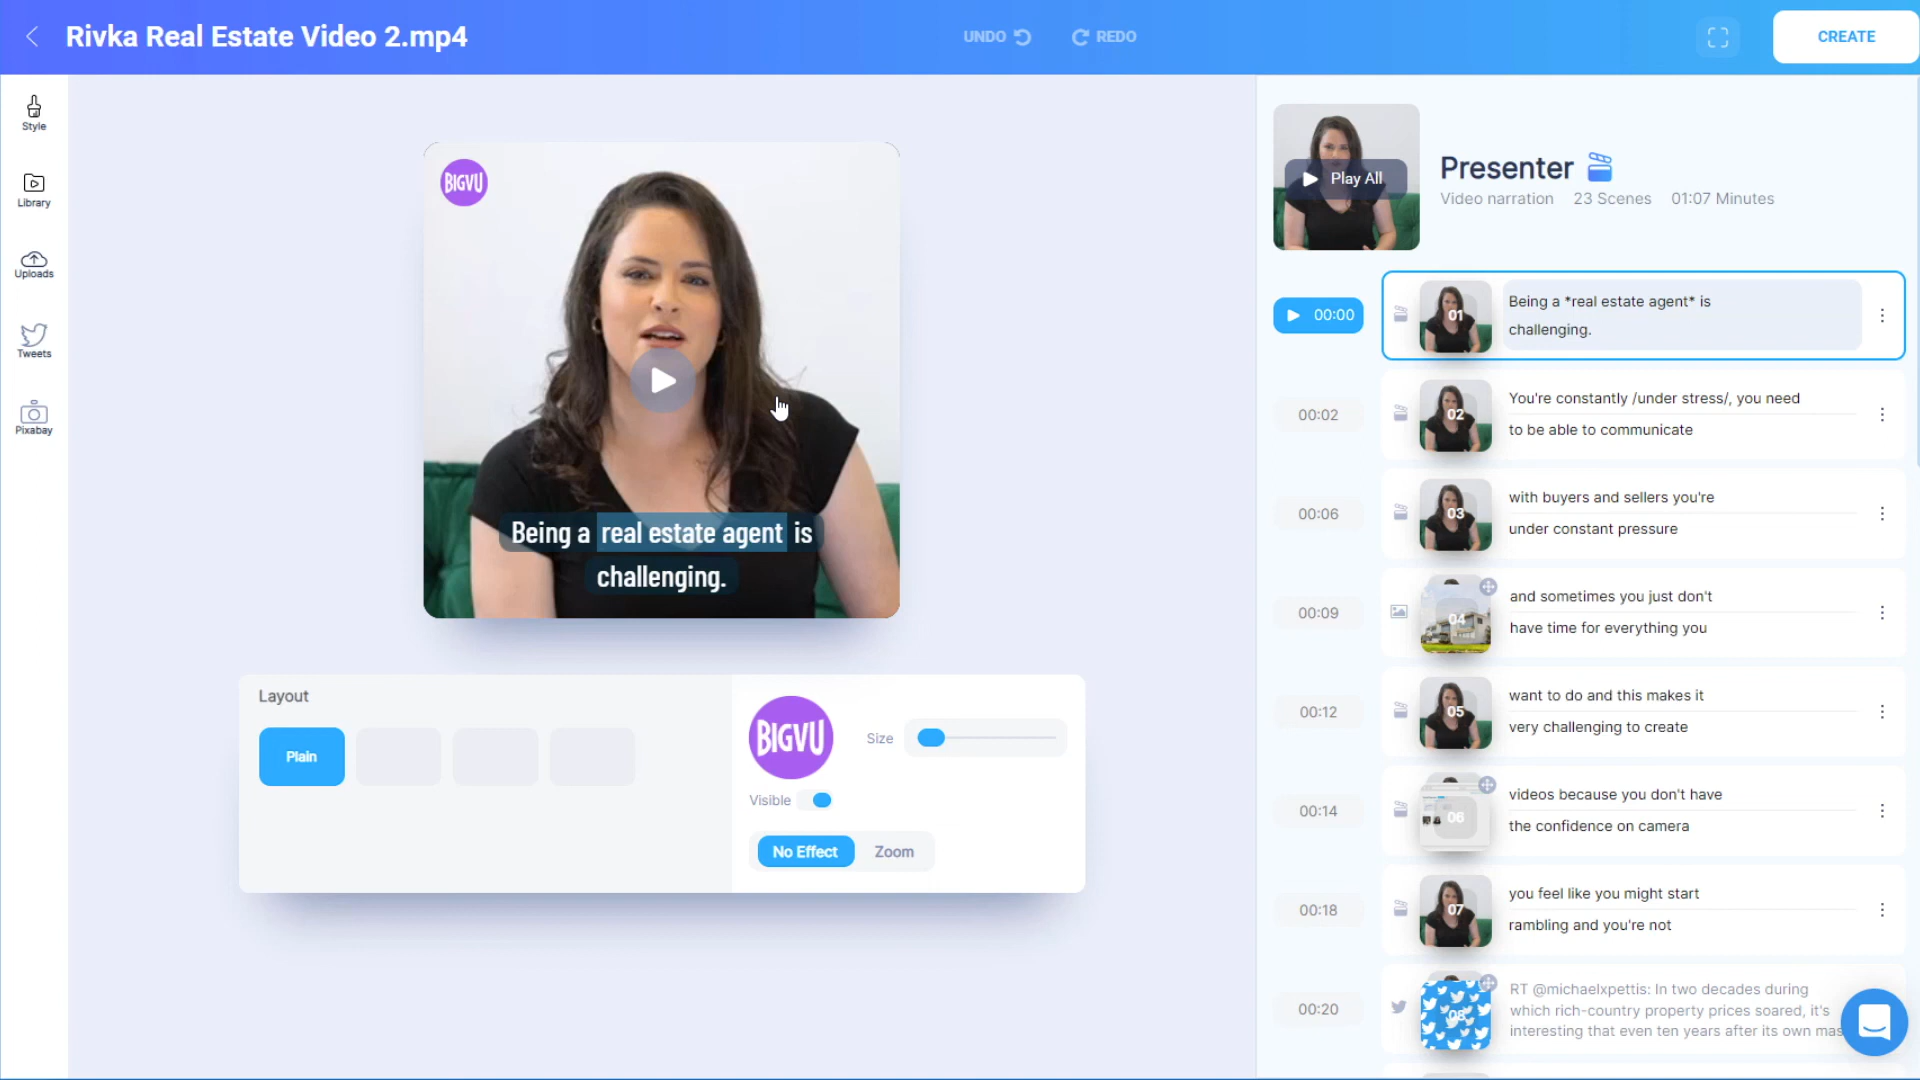 Rivka Real Estate Video 2.mp4
UNDO
REDO
CREATE
Style
Library
Uploads
Tweets
Pixabay
BIGVU
Being a real estate agent is
challenging.
Layout
Plain
BIGVU
Size
Visible
No Effect
Zoom
Play All
Presenter
Video narration 23 Scenes 01:07 Minutes
00:00
01
Being a *real estate agent* is
challenging.
00:02
02
You're constantly /under stress/, you need
to be able to communicate
00:06
03
with buyers and sellers you're
under constant pressure
00:09
04
and sometimes you just don't
have time for everything you
00:12
05
want to do and this makes it
very challenging to create
00:14
06
videos because you don't have
the confidence on camera
00:18
07
you feel like you might start
rambling and you're not
00:20
08
RT @michaelxpettis: In two decades during
which rich-country property prices soared, it's
interesting that even ten years after its own mas